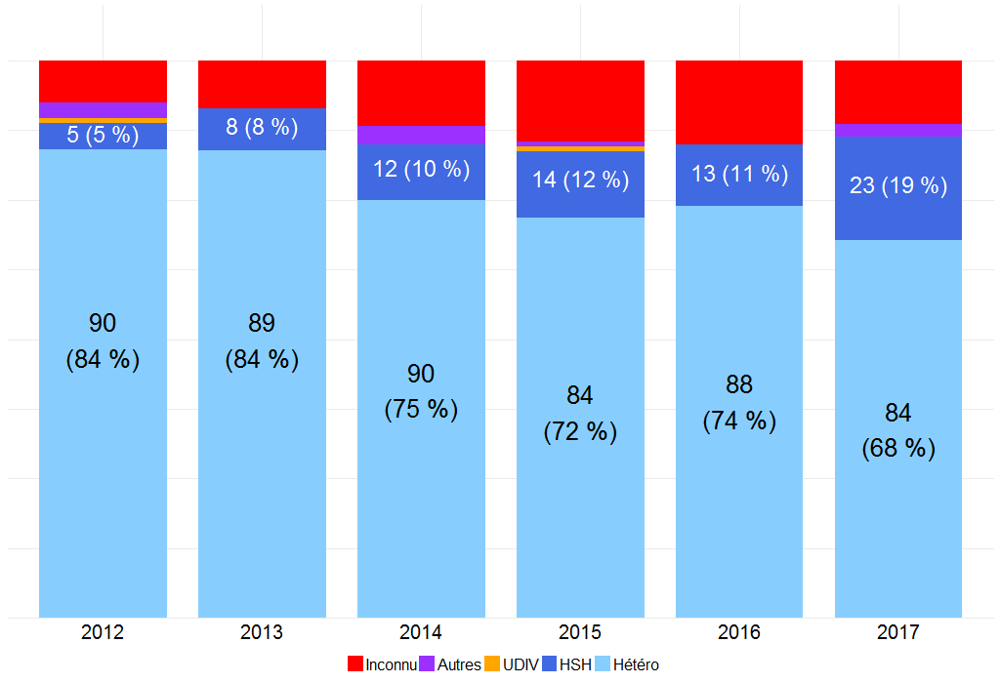 5 (5 %)
8 (8 %)
12 (10 %)
14 (12 %)
13 (11 %)
23 (19 %)
90
(84 %)
89
(84 %)
90
(75 %)
84
(72 %)
88
(74 %)
84
(68 %)
2012 2013 2014 2015 2016 2017
Inconnu Autres UDIV HSH Hétéro